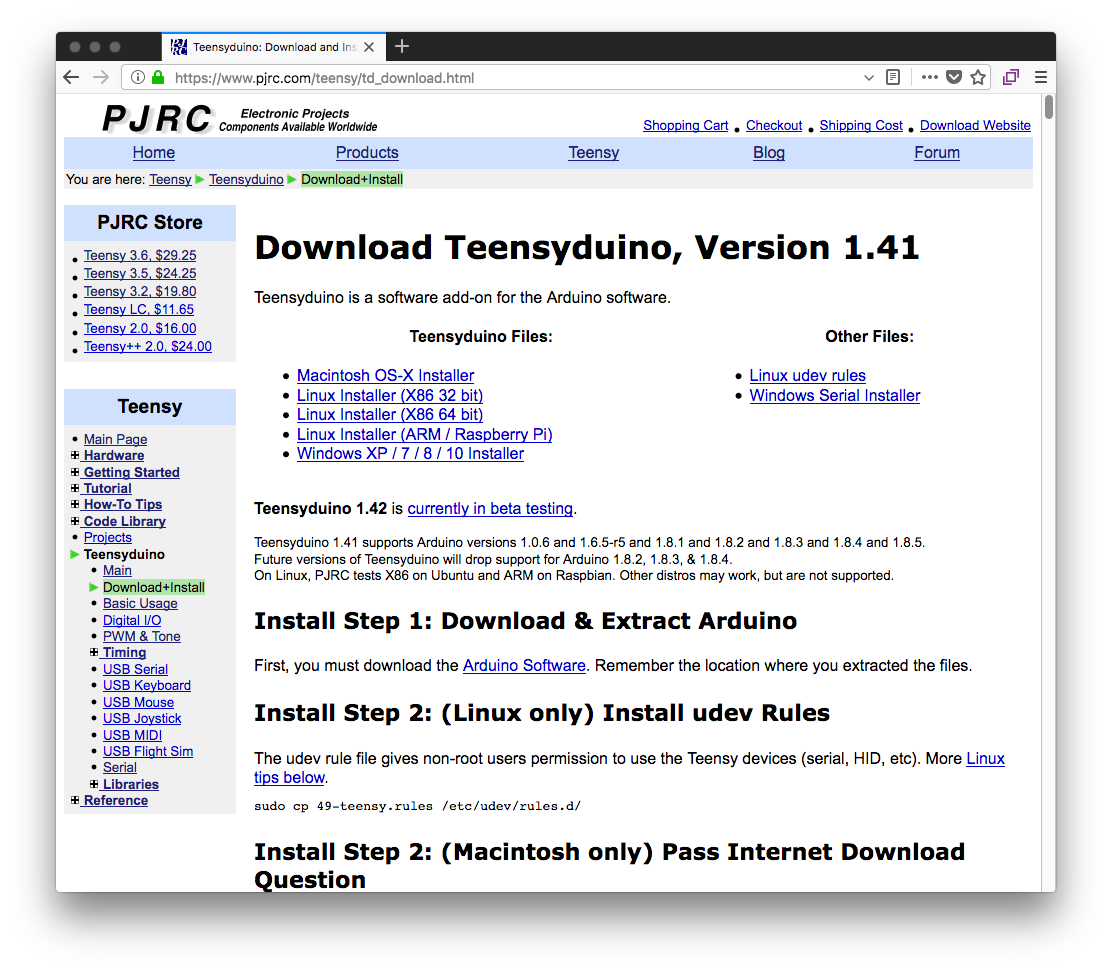 Teensyduino: Download and Ins
https://www.pjrc.com/teensy/td_download.html
PJRC Electronic Projects
Components Available Worldwide
Shopping Cart • Checkout • Shipping Cost • Download Website
Home Products Teensy Blog Forum
You are here: Teensy ► Teensyduino ► Download+Install
PJRC Store
• Teensy 3.6, $29.25
• Teensy 3.5, $24.25
• Teensy 3.2, $19.80
• Teensy LC, $11.65
• Teensy 2.0, $16.00
• Teensy++ 2.0, $24.00
Teensy
• Main Page
Hardware
Getting Started
Tutorial
How-To Tips
Code Library
• Projects
► Teensyduino
• Main
► Download+Install
• Basic Usage
• Digital I/O
• PWM & Tone
Timing
• USB Serial
• USB Keyboard
• USB Mouse
• USB Joystick
• USB MIDI
• USB Flight Sim
• Serial
Libraries
Reference
Download Teensyduino, Version 1.41
Teensyduino is a software add-on for the Arduino software.
Teensyduino Files:
• Macintosh OS-X Installer
• Linux Installer (X86 32 bit)
• Linux Installer (X86 64 bit)
• Linux Installer (ARM / Raspberry Pi)
• Windows XP / 7 / 8 / 10 Installer
Other Files:
• Linux udev rules
• Windows Serial Installer
Teensyduino 1.42 is currently in beta testing.
Teensyduino 1.41 supports Arduino versions 1.0.6 and 1.6.5-r5 and 1.8.1 and 1.8.2 and 1.8.3 and 1.8.4 and 1.8.5.
Future versions of Teensyduino will drop support for Arduino 1.8.2, 1.8.3, & 1.8.4.
On Linux, PJRC tests X86 on Ubuntu and ARM on Raspbian. Other distros may work, but are not supported.
Install Step 1: Download & Extract Arduino
First, you must download the Arduino Software. Remember the location where you extracted the files.
Install Step 2: (Linux only) Install udev Rules
The udev rule file gives non-root users permission to use the Teensy devices (serial, HID, etc). More Linux
tips below.
sudo cp 49-teensy.rules /etc/udev/rules.d/
Install Step 2: (Macintosh only) Pass Internet Download
Question